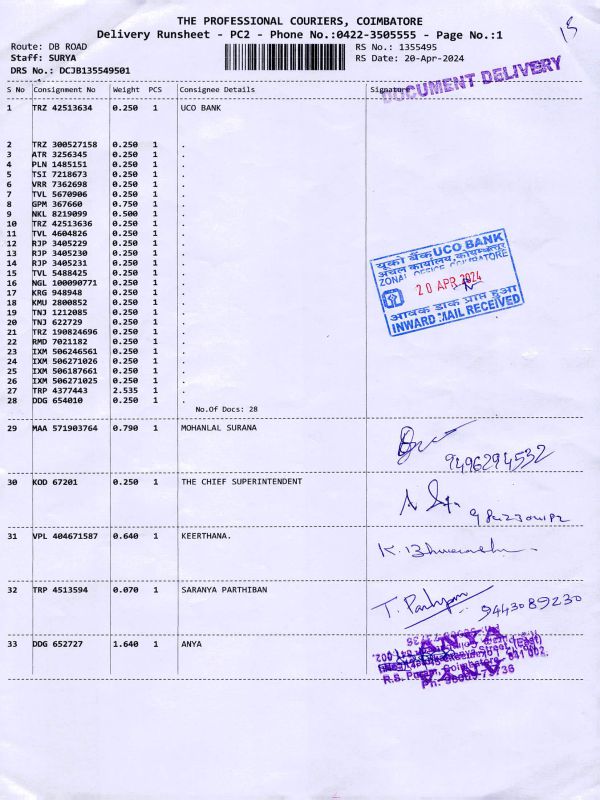 THE PROFESSIONAL COURIERS, COIMBATORE
Delivery Runsheet - PC2 - Phone No.:0422-3505555 - Page No.:1
15
Route: DB ROAD
RS No.: 1355495
Staff: SURYA
RS Date: 20-Apr-2024
DRS No.: DCJB135549501
DOCUMENT DELIVERY
S No Consignment No Weight PCS Consignee Details Signature
1 TRZ 42513634 0.250 1 UCO BANK
2 TRZ 300527158 0.250 1 .
3 ATR 3256345 0.250 1 .
4 PLN 1485151 0.250 1 .
5 TSI 7218673 0.250 1 .
6 VRR 7362698 0.250 1 .
7 TVL 5670906 0.250 1 .
8 GPM 367660 0.750 1 .
9 NKL 8219099 0.500 1 .
10 TRZ 42513636 0.250 1 .
11 TVL 4604826 0.250 1 .
12 RJP 3405229 0.250 1 .
13 RJP 3405230 0.250 1 .
14 RJP 3405231 0.250 1 .
15 TVL 5488425 0.250 1 .
16 NGL 100090771 0.250 1 .
17 KRG 948948 0.250 1 .
18 KMU 2800852 0.250 1 .
19 TNJ 1212085 0.250 1 .
20 TNJ 622729 0.250 1 .
21 TRZ 190824696 0.250 1 .
22 RMD 7021182 0.250 1 .
23 IXM 506246561 0.250 1 .
24 IXM 506271026 0.250 1 .
25 IXM 506187661 0.250 1 .
26 IXM 506271025 0.250 1 .
27 TRP 4377443 2.535 1 .
28 DDG 654010 0.250 1 .
No.Of Docs: 28
यूको बैंक UCO BANK
अंचल कार्यालय, कोयम्बत्तूर
ZONAL OFFICE, COIMBATORE
20 APR 2024
आवक डाक प्राप्त हुआ
INWARD MAIL RECEIVED
29 MAA 571903764 0.790 1 MOHANLAL SURANA
9496294532
30 KOD 67201 0.250 1 THE CHIEF SUPERINTENDENT
31 VPL 404671587 0.640 1 KEERTHANA.
32 TRP 4513594 0.070 1 SARANYA PARTHIBAN
9443089230
33 DDG 652727 1.640 1 ANYA
ANYA
R.S. Puram, Coimbatore - 641 002.